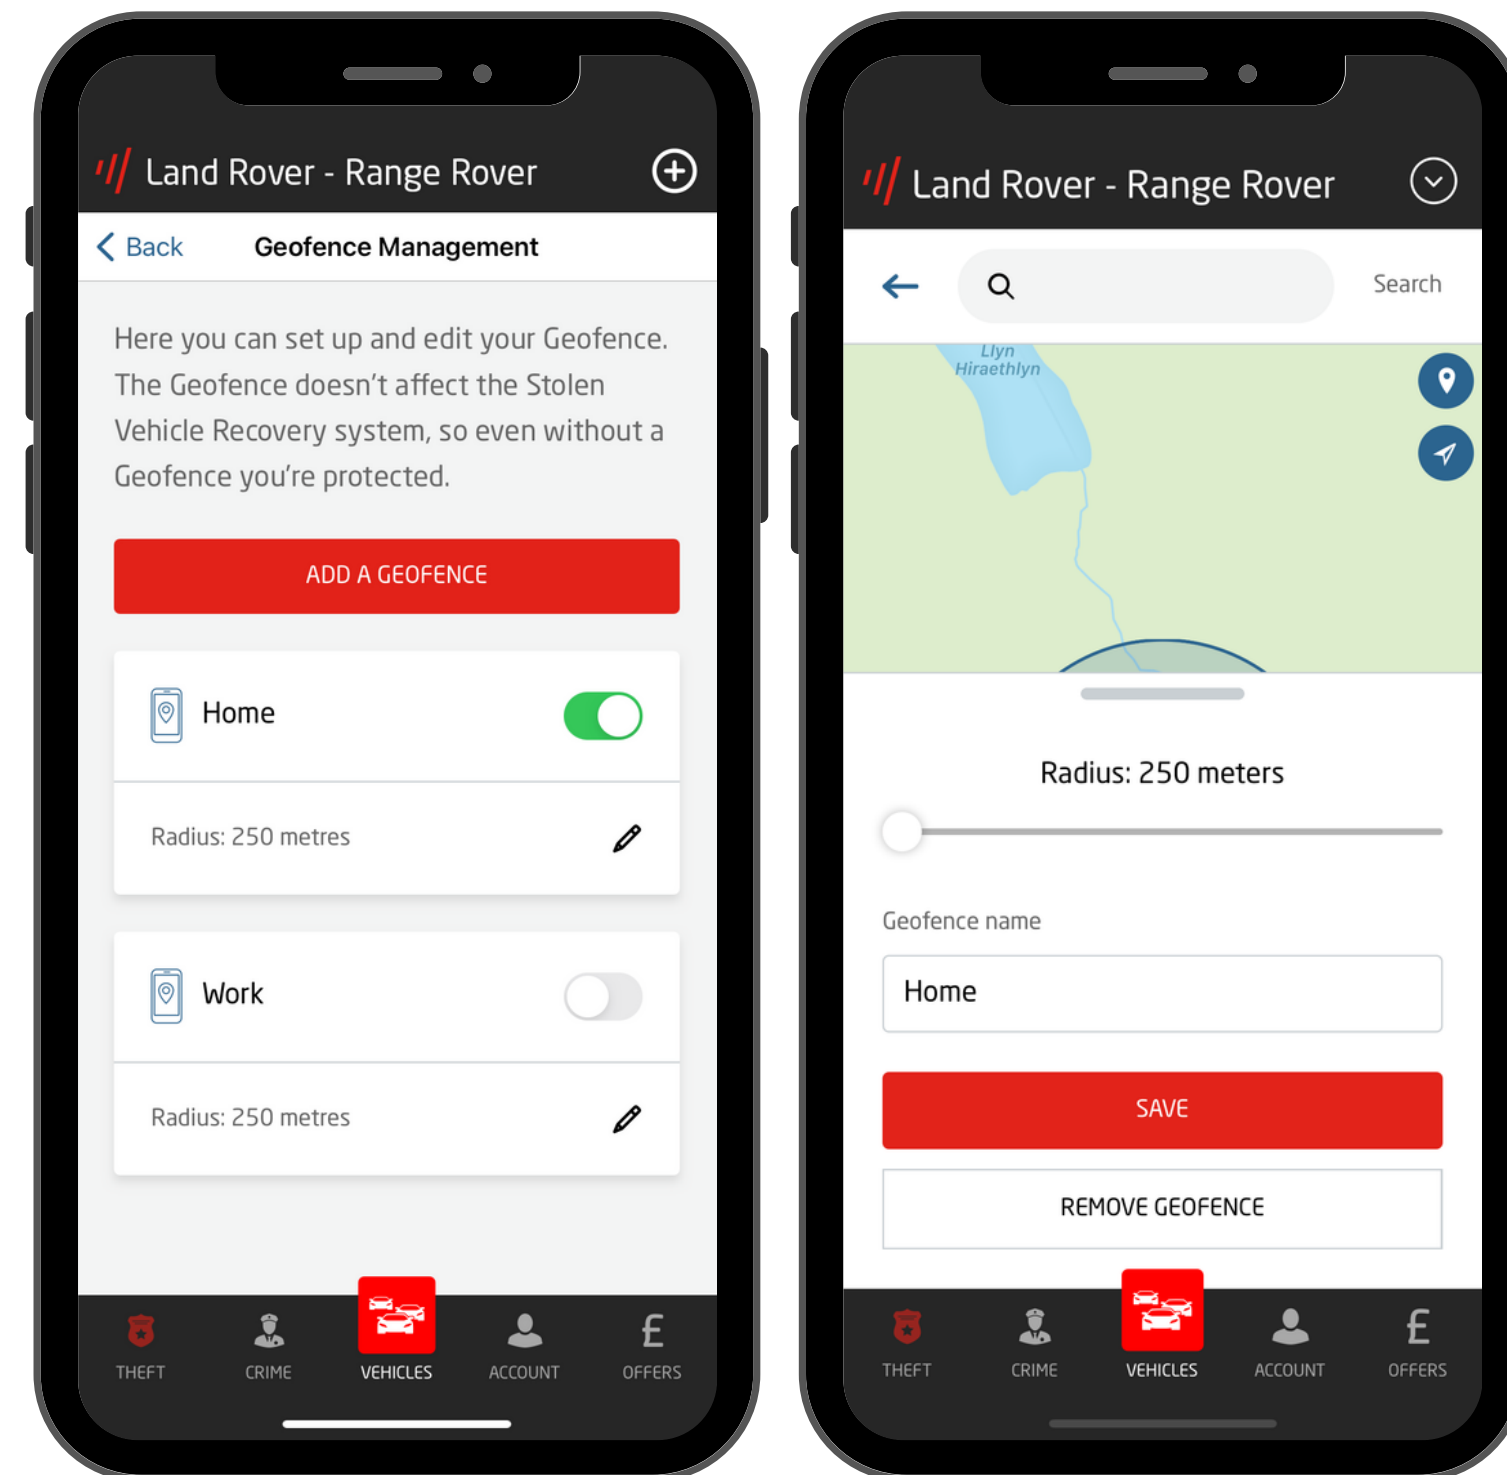 Land Rover - Range Rover
Back
Geofence Management
Here you can set up and edit your Geofence.
The Geofence doesn't affect the Stolen
Vehicle Recovery system, so even without a
Geofence you're protected.
ADD A GEOFENCE
Home
Radius: 250 metres
Work
Radius: 250 metres
THEFT
CRIME
VEHICLES
ACCOUNT
£
OFFERS
Land Rover - Range Rover
Search
Llyn
Hiraethlyn
Radius: 250 meters
Geofence name
Home
SAVE
REMOVE GEOFENCE
THEFT
CRIME
VEHICLES
ACCOUNT
£
OFFERS